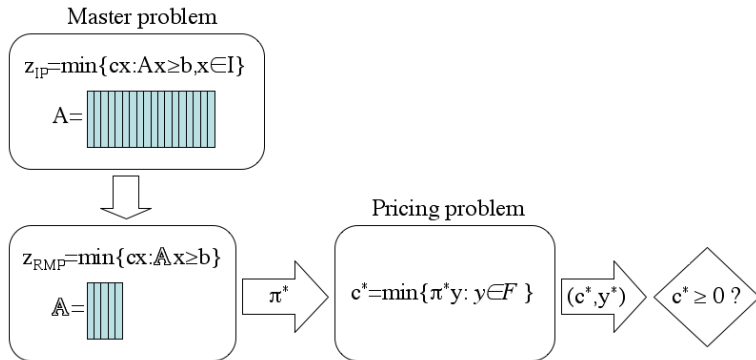 Master problem
z_IP=min{cx:Ax≥b,x∈I}
A=
Pricing problem
z_RMP=min{cx:𝔸x≥b}
𝔸=
π*
c*=min{π*y: y∈F }
(c*,y*)
c* ≥ 0 ?